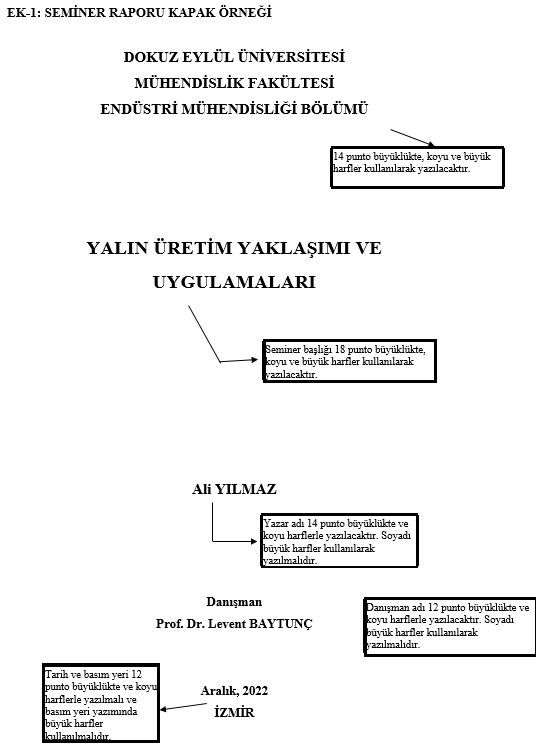 EK-1: SEMİNER RAPORU KAPAK ÖRNEĞİ
DOKUZ EYLÜL ÜNİVERSİTESİ
MÜHENDİSLİK FAKÜLTESİ
ENDÜSTRİ MÜHENDİSLİĞİ BÖLÜMÜ
14 punto büyüklükte, koyu ve büyük
harfler kullanılarak yazılacaktır.
YALIN ÜRETİM YAKLAŞIMI VE
UYGULAMALARI
Seminer başlığı 18 punto büyüklükte,
koyu ve büyük harfler kullanılarak
yazılacaktır.
Ali YILMAZ
Yazar adı 14 punto büyüklükte ve
koyu harflerle yazılacaktır. Soyadı
büyük harfler kullanılarak
yazılmalıdır.
Danışman
Prof. Dr. Levent BAYTUNÇ
Danışman adı 12 punto büyüklükte ve
koyu harflerle yazılacaktır. Soyadı
büyük harfler kullanılarak
yazılmalıdır.
Tarih ve basım yeri 12
punto büyüklükte ve koyu
harflerle yazılmalı ve
basım yeri yazımında
büyük harfler
kullanılmalıdır.
Aralık, 2022
İZMİR